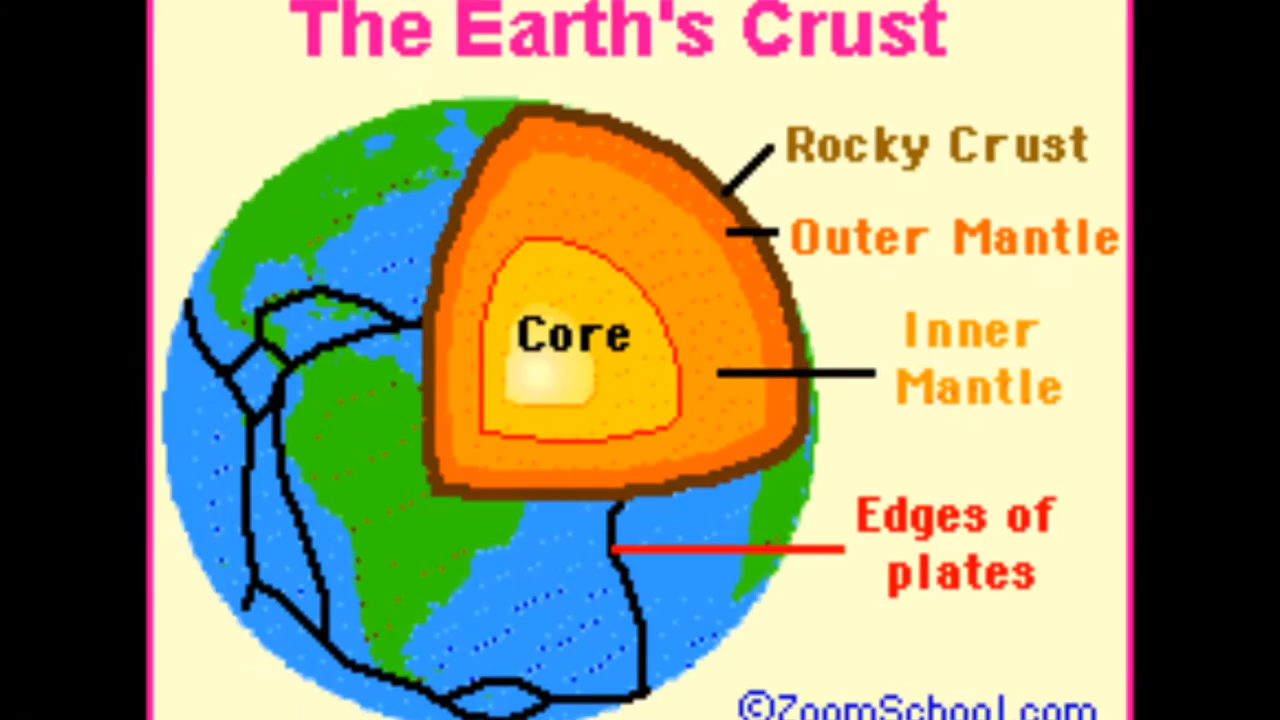 The Earth's Crust
Rocky Crust
Outer Mantle
Core
Inner
Mantle
Edges of
plates
©ZoomSchool.com